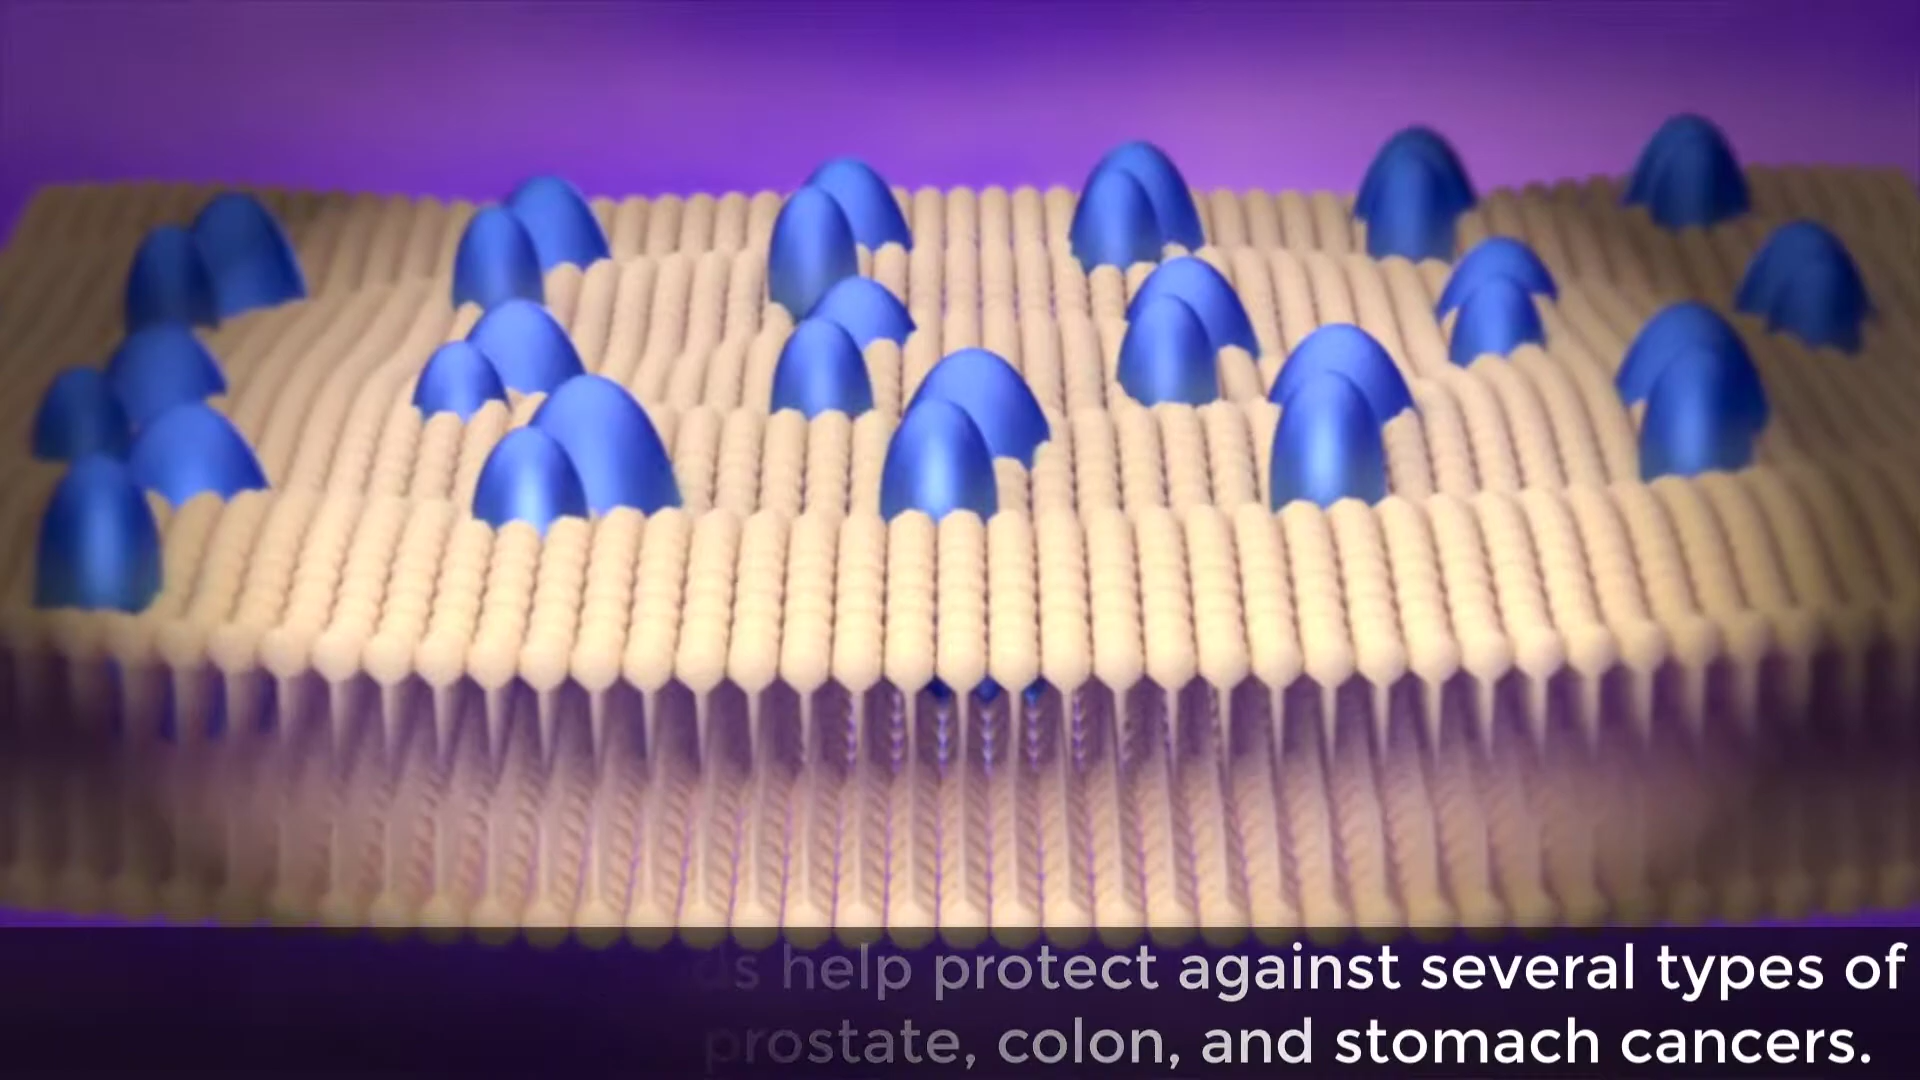 help protect against several types of
prostate, colon, and stomach cancers.